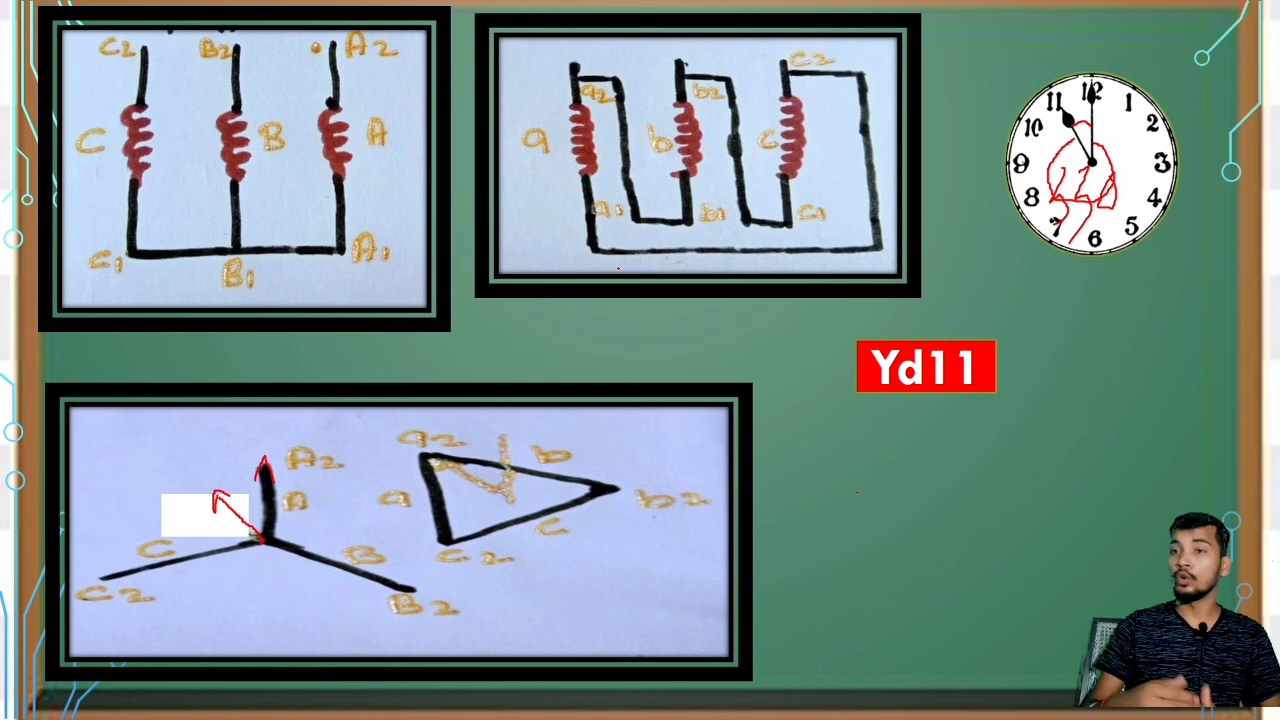 C2 B2 A2
C B A
C1 B1 A1
a2 b2 C2
a b c
a1 b1 C1
11 12 1
10 2
9 3
8 4
7 6 5
Yd11
A2
A
C B
C2 B2
a2 b
a b2
c
C2